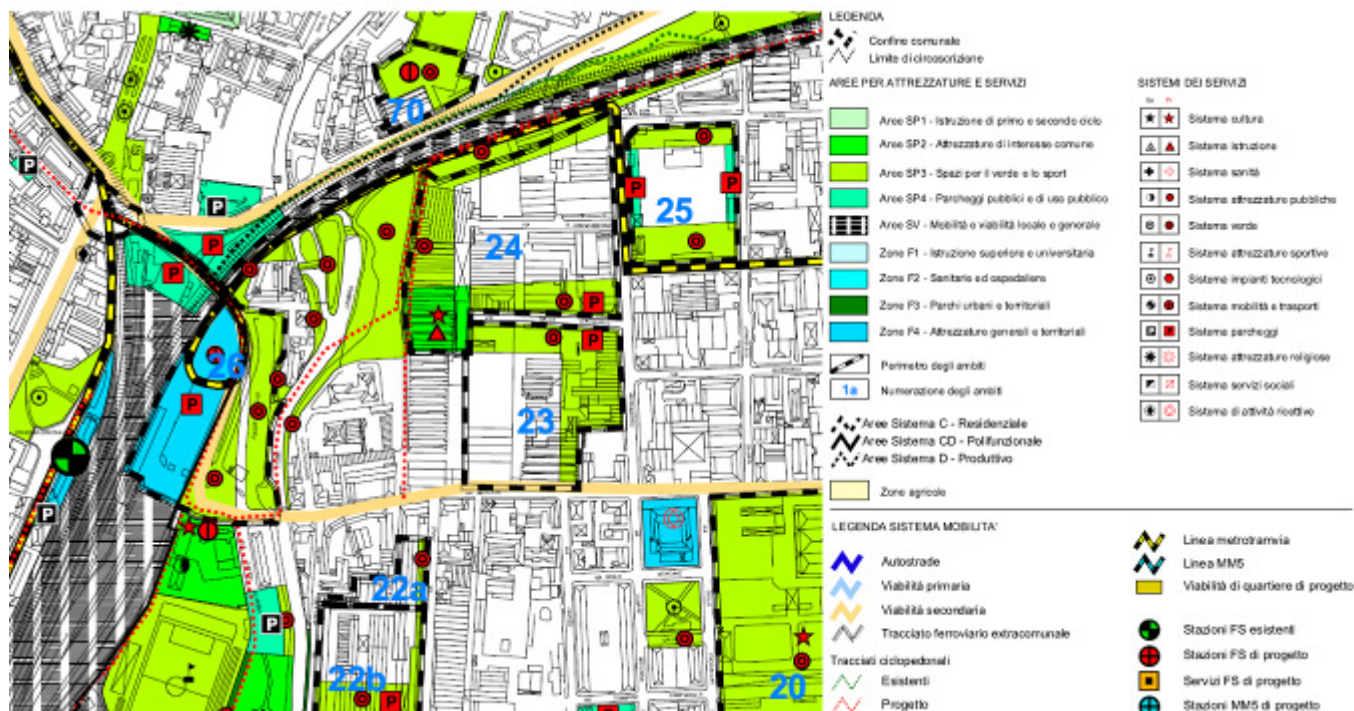 70
P
P
P
P
P
P
25
24
P
P
26
P
23
P
P
22a
22b
P
20
LEGENDA
Confine comunale
Limite di circoscrizione
AREE PER ATTREZZATURE E SERVIZI
Aree SP1 - Istruzione di primo e secondo ciclo
Aree SP2 - Attrezzature di interesse comune
Aree SP3 - Spazi per il verde e lo sport
Aree SP4 - Parcheggi pubblici e di uso pubblico
Aree SV - Mobilità e viabilità locale e generale
Zone F1 - Istruzione superiore e universitaria
Zone F2 - Sanitarie ed ospedaliere
Zone F3 - Parchi urbani e territoriali
Zone F4 - Attrezzature generali e territoriali
Perimetro degli ambiti
1a Numerazione degli ambiti
Aree Sistema C - Residenziale
Aree Sistema CD - Polifunzionale
Aree Sistema D - Produttivo
Zone agricole
SISTEMI DEI SERVIZI
Sistema cultura
Sistema istruzione
Sistema sanità
Sistema attrezzature pubbliche
Sistema verde
Sistema attrezzature sportive
Sistema impianti tecnologici
Sistema mobilità e trasporti
Sistema parcheggi
Sistema attrezzature religiose
Sistema servizi sociali
Sistema di attività ricettive
LEGENDA SISTEMA MOBILITA'
Autostrade
Viabilità primaria
Viabilità secondaria
Tracciato ferroviario extracomunale
Tracciati ciclopedonali
Esistenti
Progetto
Linea metrotramvia
Linea MM5
Viabilità di quartiere di progetto
Stazioni FS esistenti
Stazioni FS di progetto
Servizi FS di progetto
Stazioni MM5 di progetto